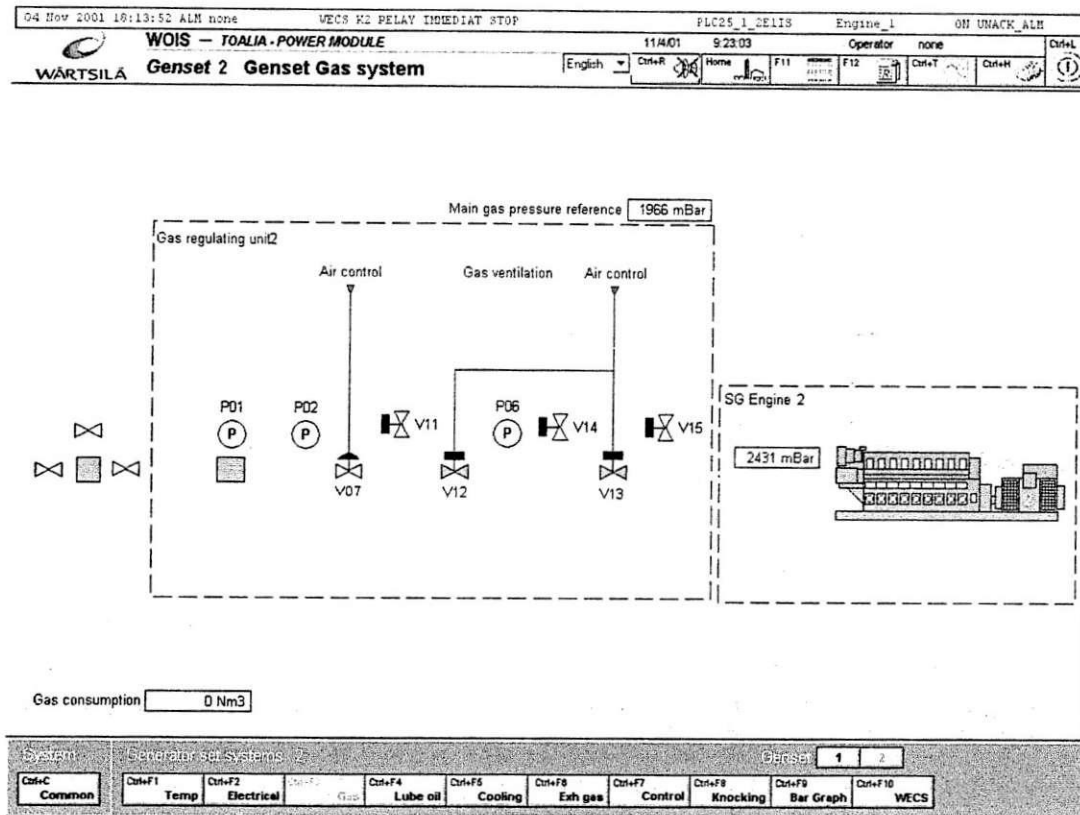 04 Nov 2001 18:13:52 ALM none WECS K2 PELAY IMMEDIAT STOP PLC25_1_2E1IS Engine_1 ON UNACK_ALM
WOIS – TOALIA - POWER MODULE 11/4/01 9:23:03 Operator none Ctrl+L
WÄRTSILÄ Genset 2 Genset Gas system English Ctrl+R Home F11 F12 Ctrl+T Ctrl+H
Main gas pressure reference 1966 mBar
Gas regulating unit2
Air control Gas ventilation Air control
SG Engine 2
P01 P02 P06
P P V11 P V14 V15
2431 mBar
V07 V12 V13
Gas consumption 0 Nm3
System Generator set systems 2 Genset 1 2
Ctrl+C Ctrl+F1 Ctrl+F2 Ctrl+F4 Ctrl+F5 Ctrl+F6 Ctrl+F7 Ctrl+F8 Ctrl+F9 Ctrl+F10
Common Temp Electrical Gas Lube oil Cooling Exh gas Control Knocking Bar Graph WECS